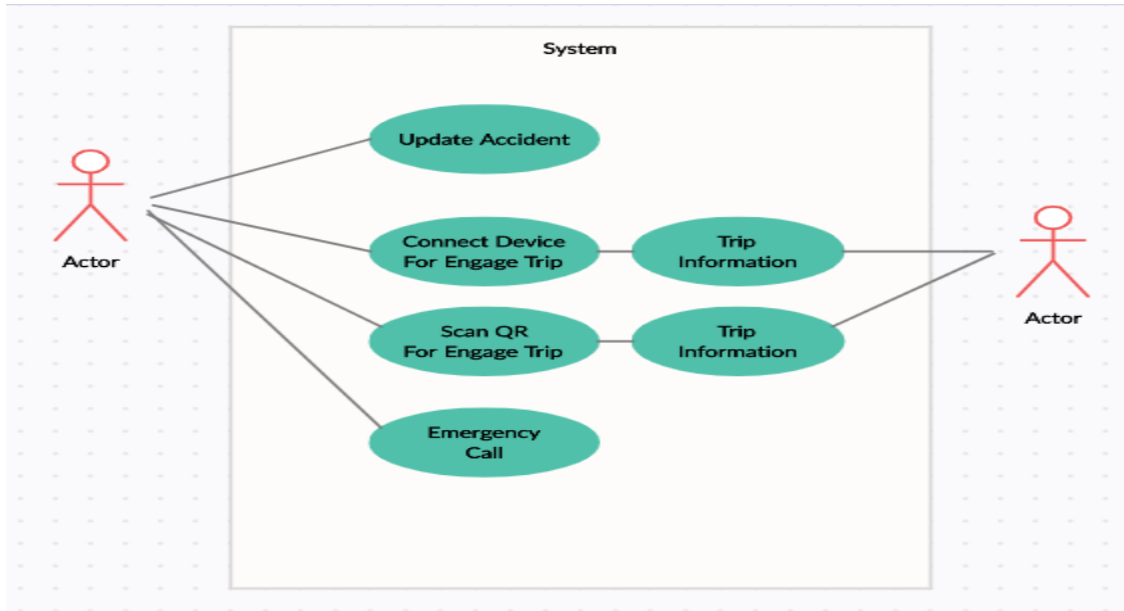 System
Update Accident
Actor
Connect Device
For Engage Trip
Trip
Information
Scan QR
For Engage Trip
Trip
Information
Actor
Emergency
Call